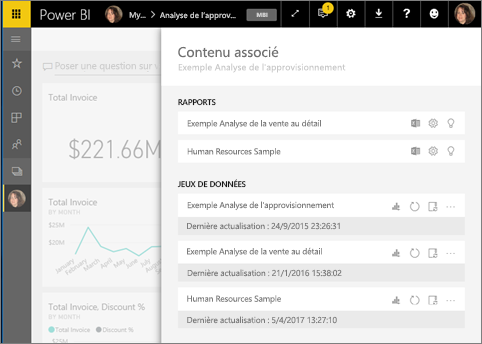 Power BI
My...
Analyse de l'approv...
MBI
1
?
Contenu associé
Exemple Analyse de l'approvisionnement
Poser une question sur
Total Invoice
$221.66M
Total Invoice
BY MONTH
$25M
$20M
January
February
March
April
May
June
July
August
Total Invoice, Discount %
BY MONTH
Total Invoice Discount %
$25M
RAPPORTS
Exemple Analyse de la vente au détail
Human Resources Sample
JEUX DE DONNÉES
Exemple Analyse de l'approvisionnement
Dernière actualisation : 24/9/2015 23:26:31
Exemple Analyse de la vente au détail
Dernière actualisation : 21/1/2016 15:38:02
Human Resources Sample
Dernière actualisation : 5/4/2017 13:27:10